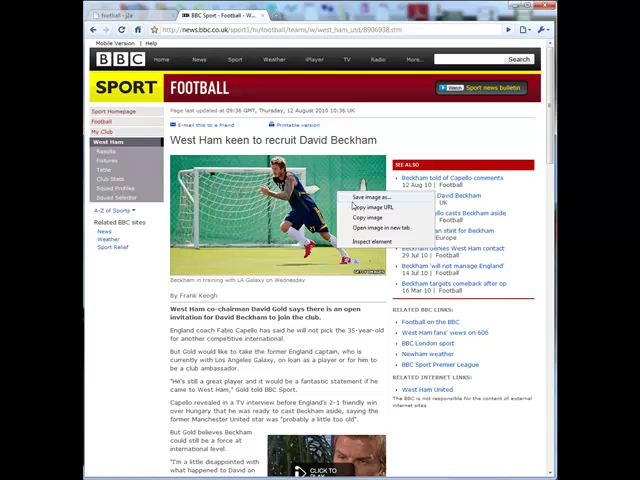 football - j2e
BBC Sport - Football - W...
http://news.bbc.co.uk/sport1/hi/football/teams/w/west_ham_utd/8906938.stm
Mobile Version | Help
BBC Home News Sport Weather iPlayer TV Radio Search
SPORT FOOTBALL Watch Sport news bulletin
Page last updated at 09:36 GMT, Thursday, 12 August 2010 10:36 UK
E-mail this to a friend Printable version
Sport Homepage
Football
My Club
West Ham
Results
Fixtures
Table
Club Stats
Squad Profiles
Squad Selector
A-Z of Sports
Related BBC sites
News
Weather
Sport Relief
West Ham keen to recruit David Beckham
Save image as...
Copy image URL
Copy image
Open image in new tab
Inspect element
GETTY IMAGES
Beckham in training with LA Galaxy on Wednesday
By Frank Keogh
West Ham co-chairman David Gold says there is an open
invitation for David Beckham to join the club.
England coach Fabio Capello has said he will not pick the 35-year-old
for another competitive international.
But Gold would like to take the former England captain, who is
currently with Los Angeles Galaxy, on loan as a player or for him to
be a club ambassador.
"He's still a great player and it would be a fantastic statement if he
came to West Ham," Gold told BBC Sport.
Capello revealed in a TV interview before England's 2-1 friendly win
over Hungary that he was ready to cast Beckham aside, saying the
former Manchester United star was "probably a little too old".
But Gold believes Beckham
could still be a force at
international level.
"I'm a little disappointed with
what happened to David on
CLICK TO
PLAY
SEE ALSO
Beckham told of Capello comments
12 Aug 10 | Football
David Beckham
UK
casts Beckham aside
Football
stunt for Beckham
Europe
Beckham denies West Ham contact
29 Jul 10 | Football
Beckham 'will not manage England'
14 Jul 10 | Football
Beckham targets comeback after op
16 Mar 10 | Football
RELATED BBC LINKS:
Football on the BBC
West Ham fans' views on 606
BBC London sport
Newham weather
BBC Sport Premier League
RELATED INTERNET LINKS:
West Ham United
The BBC is not responsible for the content of external
internet sites